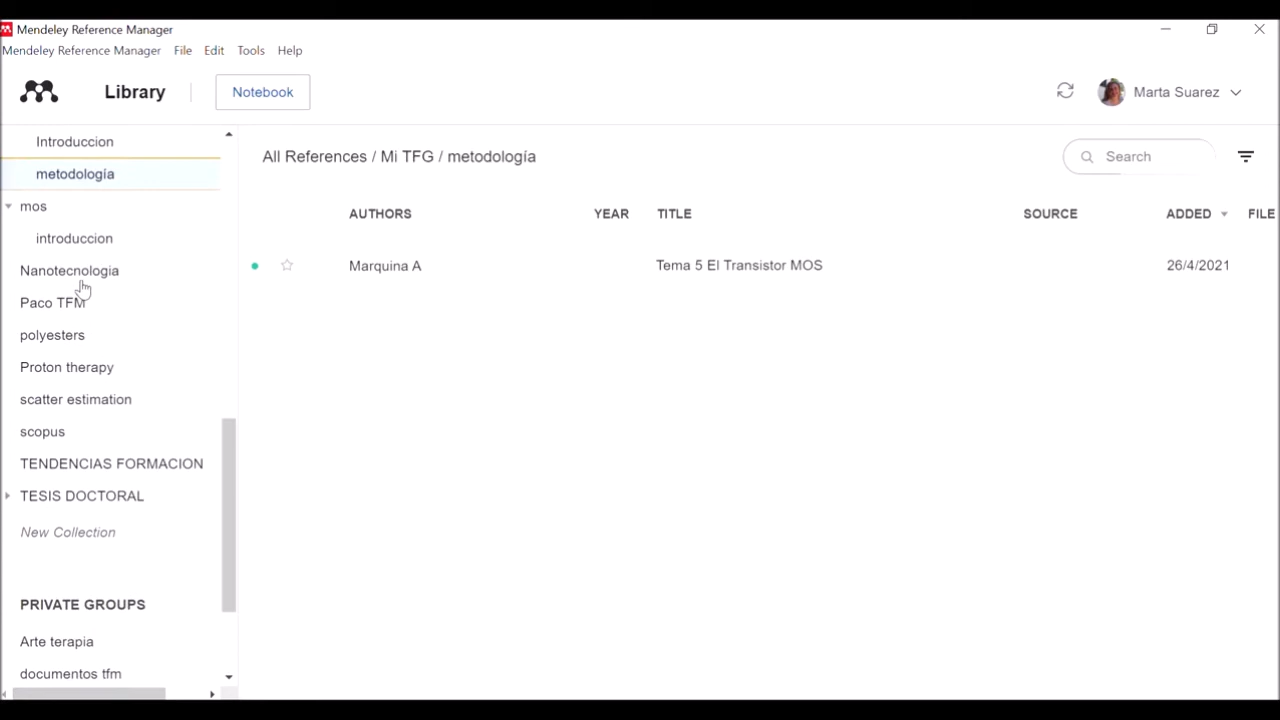 Mendeley Reference Manager
Mendeley Reference Manager File Edit Tools Help
Library Notebook Marta Suarez
Introduccion
metodología
mos
introduccion
Nanotecnologia
Paco TFM
polyesters
Proton therapy
scatter estimation
scopus
TENDENCIAS FORMACION
TESIS DOCTORAL
New Collection
PRIVATE GROUPS
Arte terapia
documentos tfm
All References / Mi TFG / metodología Search
AUTHORS YEAR TITLE SOURCE ADDED FILE
Marquina A Tema 5 El Transistor MOS 26/4/2021